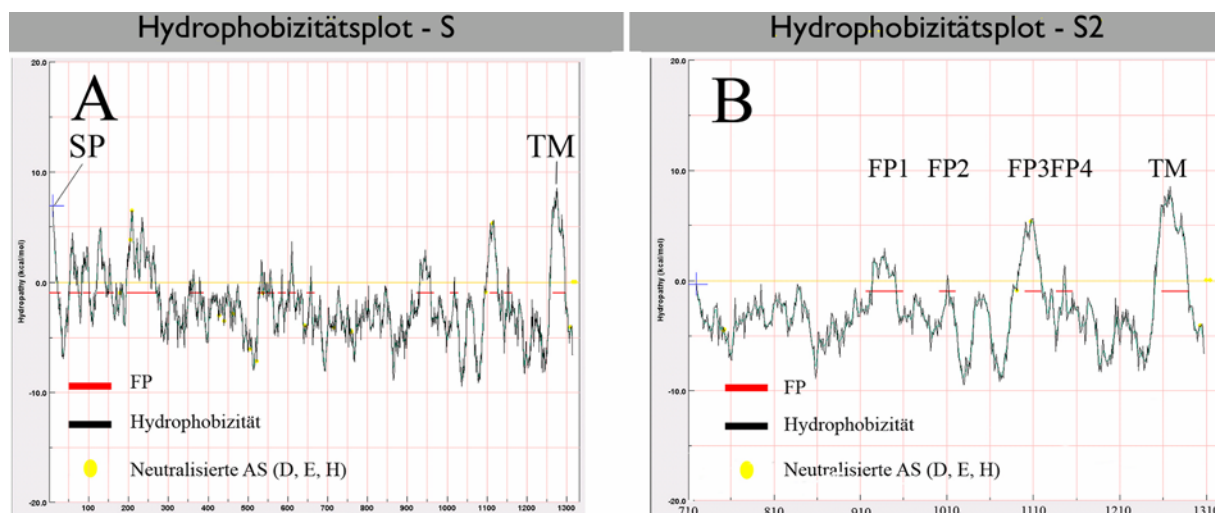 Hydrophobizitätsplot - S
20.0
A
SP
TM
10.0
Hydropathy (kcal/mol)
0.0
-10.0
FP
Hydrophobizität
Neutralisierte AS (D, E, H)
-20.0
100 200 300 400 500 600 700 800 900 1000 1100 1200 1300
Hydrophobizitätsplot - S2
20.0
B
FP1 FP2 FP3 FP4 TM
10.0
Hydropathy (kcal/mol)
0.0
-10.0
FP
Hydrophobizität
Neutralisierte AS (D, E, H)
-20.0
710 810 910 1010 1110 1210 1310